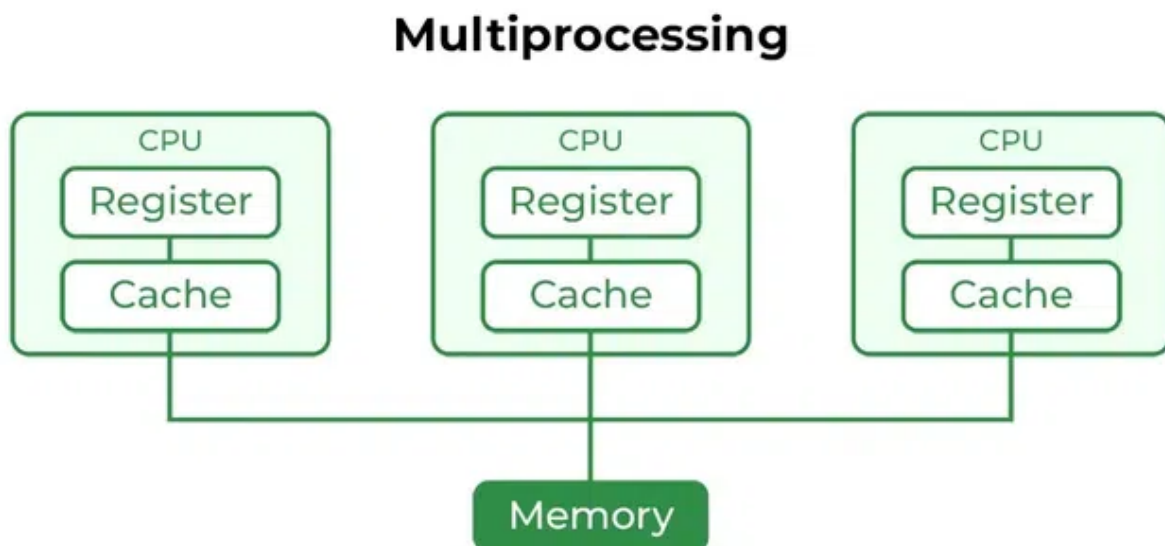 Multiprocessing
CPU CPU CPU
Register Register Register
Cache Cache Cache
Memory